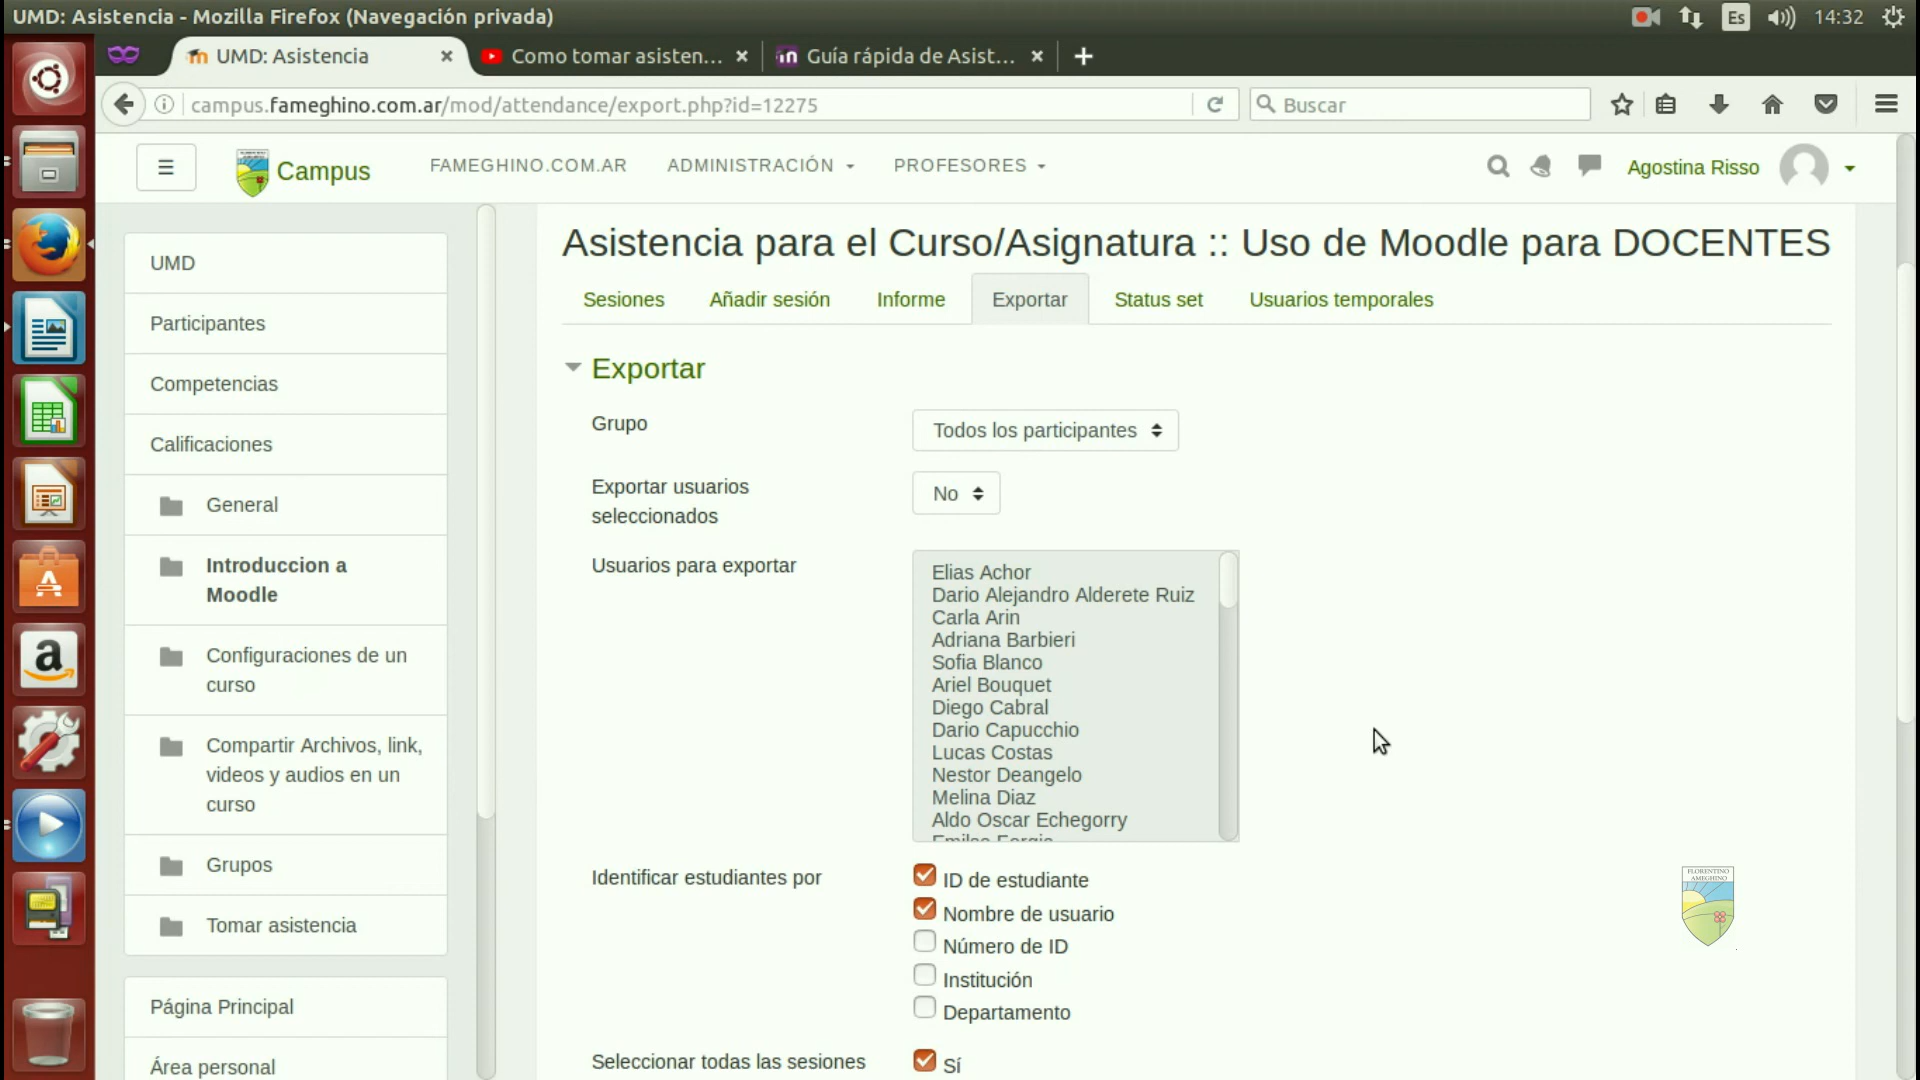 UMD: Asistencia - Mozilla Firefox (Navegación privada)
Es
14:32
UMD: Asistencia
Como tomar asisten...
Guía rápida de Asist...
campus.fameghino.com.ar/mod/attendance/export.php?id=12275
Buscar
Campus
FAMEGHINO.COM.AR
ADMINISTRACIÓN
PROFESORES
Agostina Risso
UMD
Participantes
Competencias
Calificaciones
General
Introduccion a
Moodle
Configuraciones de un
curso
Compartir Archivos, link,
videos y audios en un
curso
Grupos
Tomar asistencia
Página Principal
Área personal
Asistencia para el Curso/Asignatura :: Uso de Moodle para DOCENTES
Sesiones
Añadir sesión
Informe
Exportar
Status set
Usuarios temporales
Exportar
Grupo
Todos los participantes
Exportar usuarios
seleccionados
No
Usuarios para exportar
Elias Achor
Dario Alejandro Alderete Ruiz
Carla Arin
Adriana Barbieri
Sofia Blanco
Ariel Bouquet
Diego Cabral
Dario Capucchio
Lucas Costas
Nestor Deangelo
Melina Diaz
Aldo Oscar Echegorry
Identificar estudiantes por
ID de estudiante
Nombre de usuario
Número de ID
Institución
Departamento
Seleccionar todas las sesiones
Sí
FLORENTINO
AMEGHINO